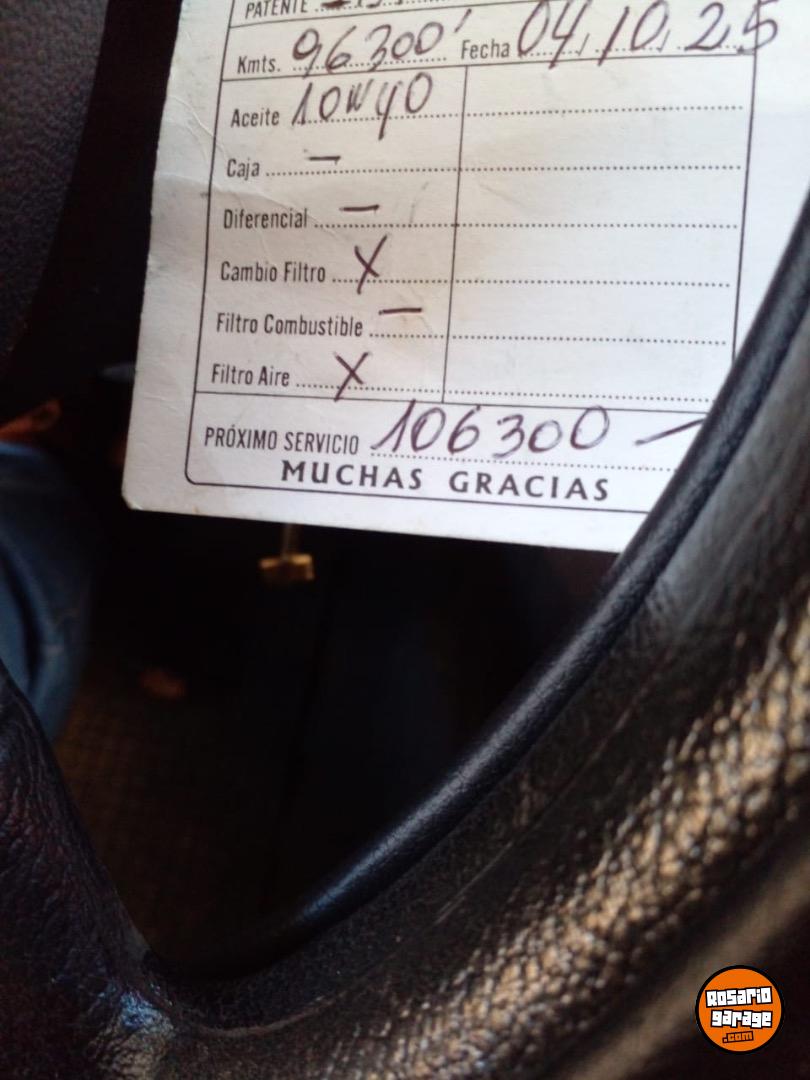 PATENTE
Kmts. 96300' Fecha 04/10/25
Aceite 10W40
Caja —
Diferencial —
Cambio Filtro X
Filtro Combustible —
Filtro Aire X
PRÓXIMO SERVICIO 106300 —
MUCHAS GRACIAS
Rosario
garage
.com